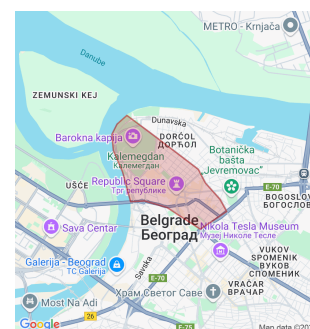 METRO - Krnjača
Danube
ZEMUNSKI KEJ
Dunavska
Barokna kapija
DORĆOL
ДОРЋОЛ
Kalemegdan
Калемегдан
Botanička
bašta
„Jevremovac"
Republic Square
Трг републике
E-70
UŠĆE
BOGOSLOV
БОГОСЛОВ
Belgrade
Београд
Nikola Tesla Museum
Музеј Николе Тесле
Sava Centar
E-75
VUKOV
SPOMENIK
ВУКОВ
СПОМЕНИК
Galerija - Beograd
TC Galerija
Savska
VRAČAR
ВРАЧАР
Храм Светог Саве
Most Na Adi
26
E-75
Google
Map data ©20